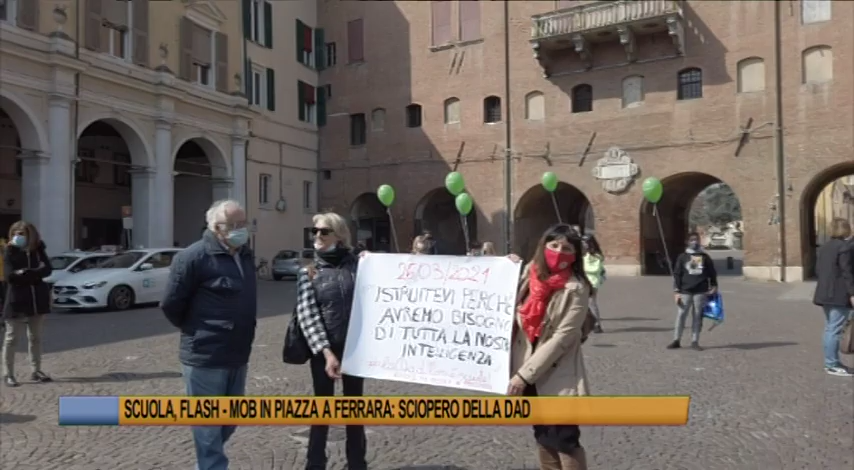 26/03/2021
ISTRUITEVI PERCHÉ
AVREMO BISOGNO
DI TUTTA LA NOSTRA
INTELLIGENZA
SCUOLA, FLASH - MOB IN PIAZZA A FERRARA: SCIOPERO DELLA DAD